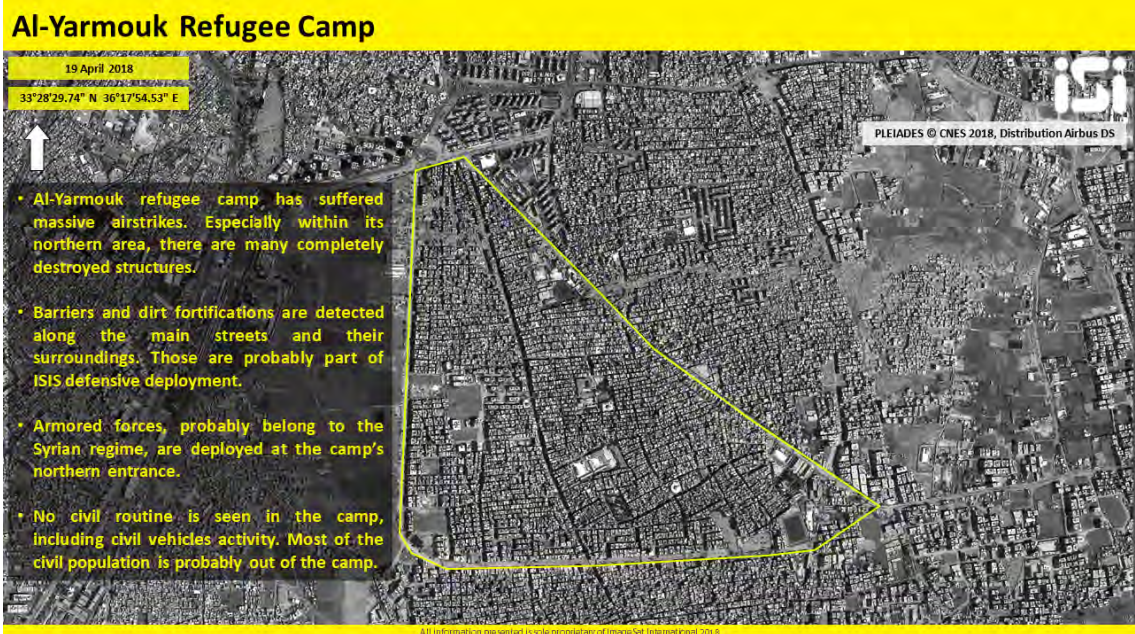 Al-Yarmouk Refugee Camp
19 April 2018
33°28'29.74" N 36°17'54.53" E
isi
PLEIADES © CNES 2018, Distribution Airbus DS
• Al-Yarmouk refugee camp has suffered
massive airstrikes. Especially within its
northern area, there are many completely
destroyed structures.
• Barriers and dirt fortifications are detected
along the main streets and their
surroundings. Those are probably part of
ISIS defensive deployment.
• Armored forces, probably belong to the
Syrian regime, are deployed at the camp's
northern entrance.
• No civil routine is seen in the camp,
including civil vehicles activity. Most of the
civil population is probably out of the camp.
All information presented is sole proprietary of ImageSat International 2018